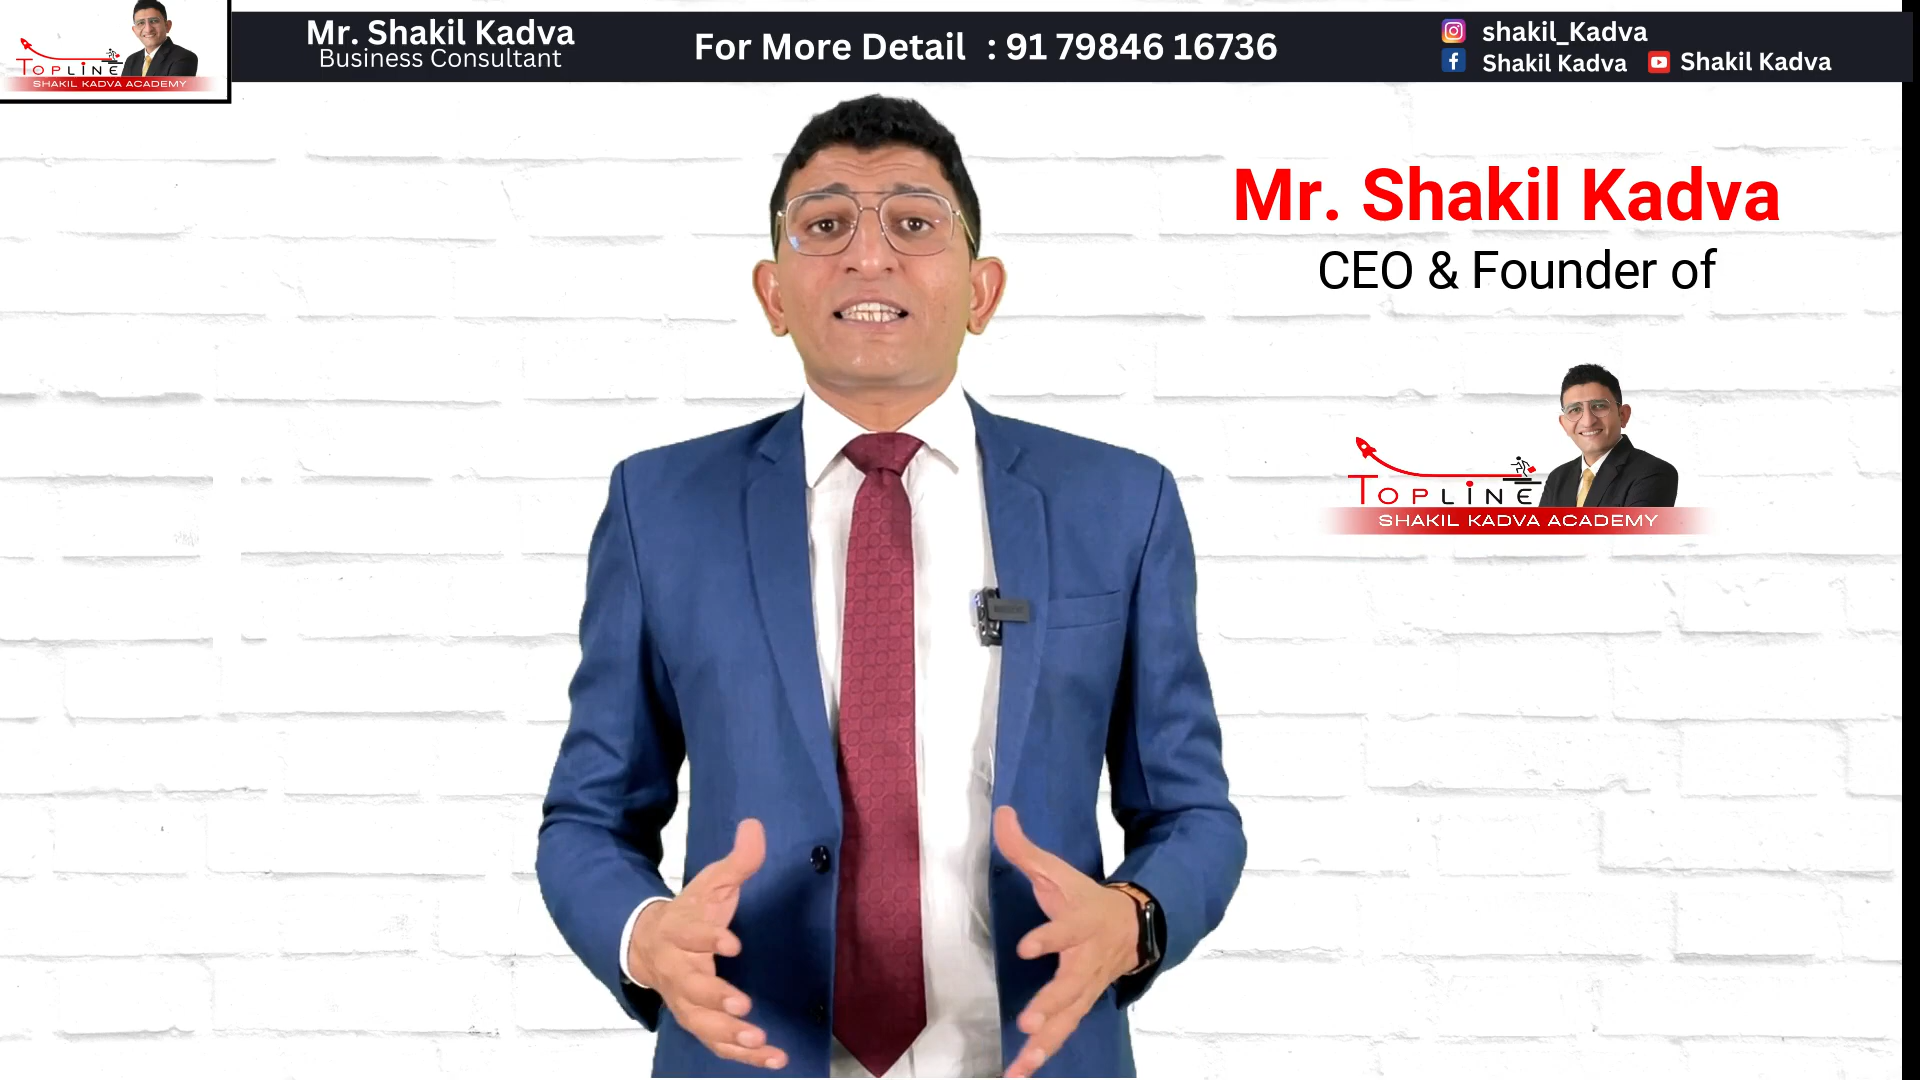 TOPLINE
SHAKIL KADVA ACADEMY
Mr. Shakil Kadva
Business Consultant
For More Detail : 91 79846 16736
shakil_Kadva
Shakil Kadva
Shakil Kadva
Mr. Shakil Kadva
CEO & Founder of
TOPLINE
SHAKIL KADVA ACADEMY